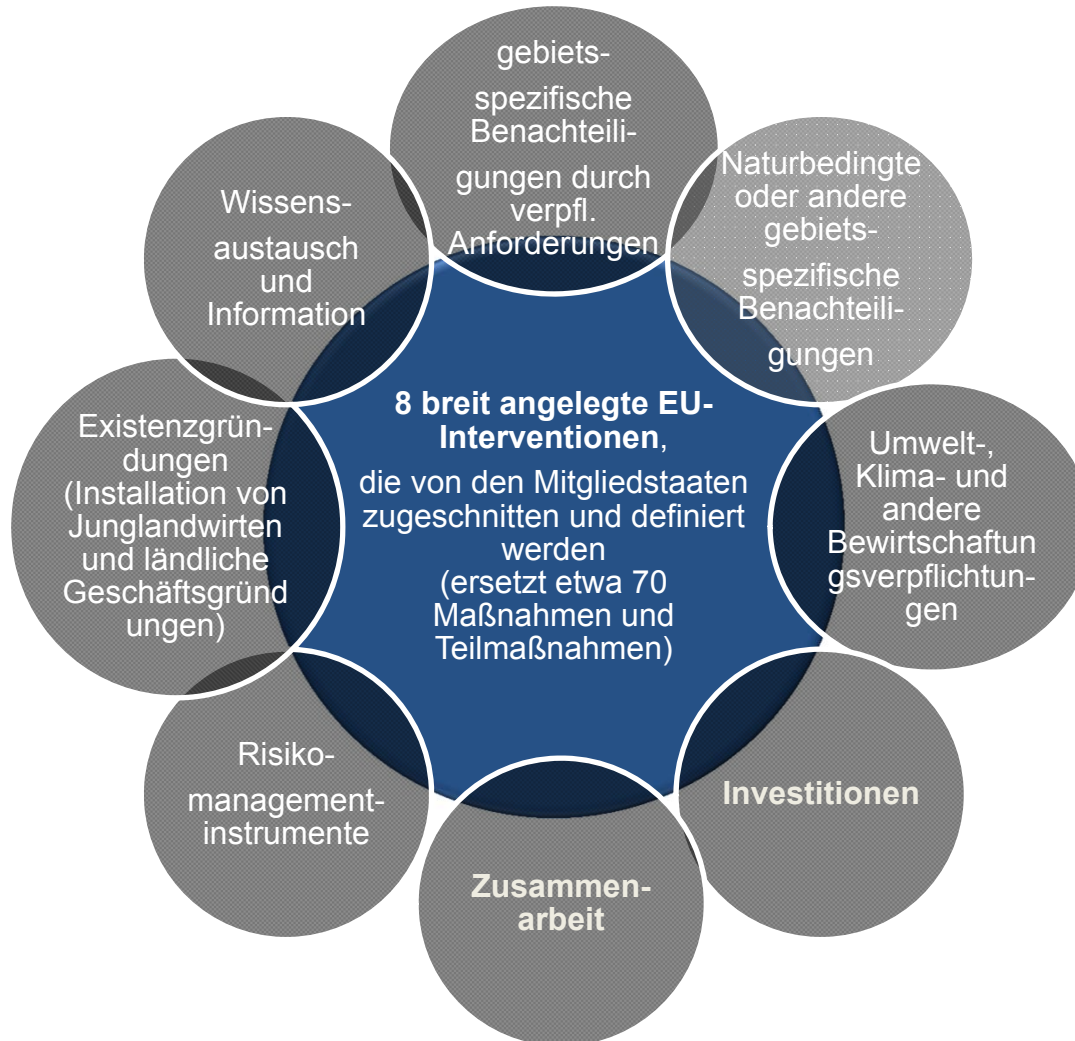 gebiets-
spezifische
Benachteili-
gungen durch
verpfl.
Anforderungen
Naturbedingte
oder andere
gebiets-
spezifische
Benachteili-
gungen
Umwelt-,
Klima- und
andere
Bewirtschaftun
gsverpflichtun-
gen
Investitionen
Zusammen-
arbeit
Risiko-
management-
instrumente
Existenzgrün-
dungen
(Installation von
Junglandwirten
und ländliche
Geschäftsgründ
ungen)
Wissens-
austausch
und
Information
8 breit angelegte EU-
Interventionen,
die von den Mitgliedstaaten
zugeschnitten und definiert
werden
(ersetzt etwa 70
Maßnahmen und
Teilmaßnahmen)